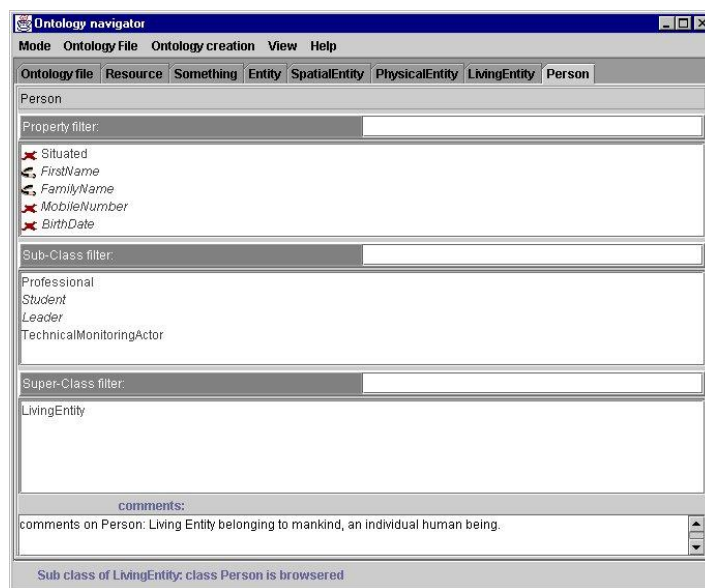 Ontology navigator
Mode Ontology File Ontology creation View Help
Ontology file Resource Something Entity SpatialEntity PhysicalEntity LivingEntity Person
Person
Property filter:
Situated
FirstName
FamilyName
MobileNumber
BirthDate
Sub-Class filter:
Professional
Student
Leader
TechnicalMonitoringActor
Super-Class filter:
LivingEntity
comments:
comments on Person: Living Entity belonging to mankind, an individual human being.
Sub class of LivingEntity: class Person is browsered